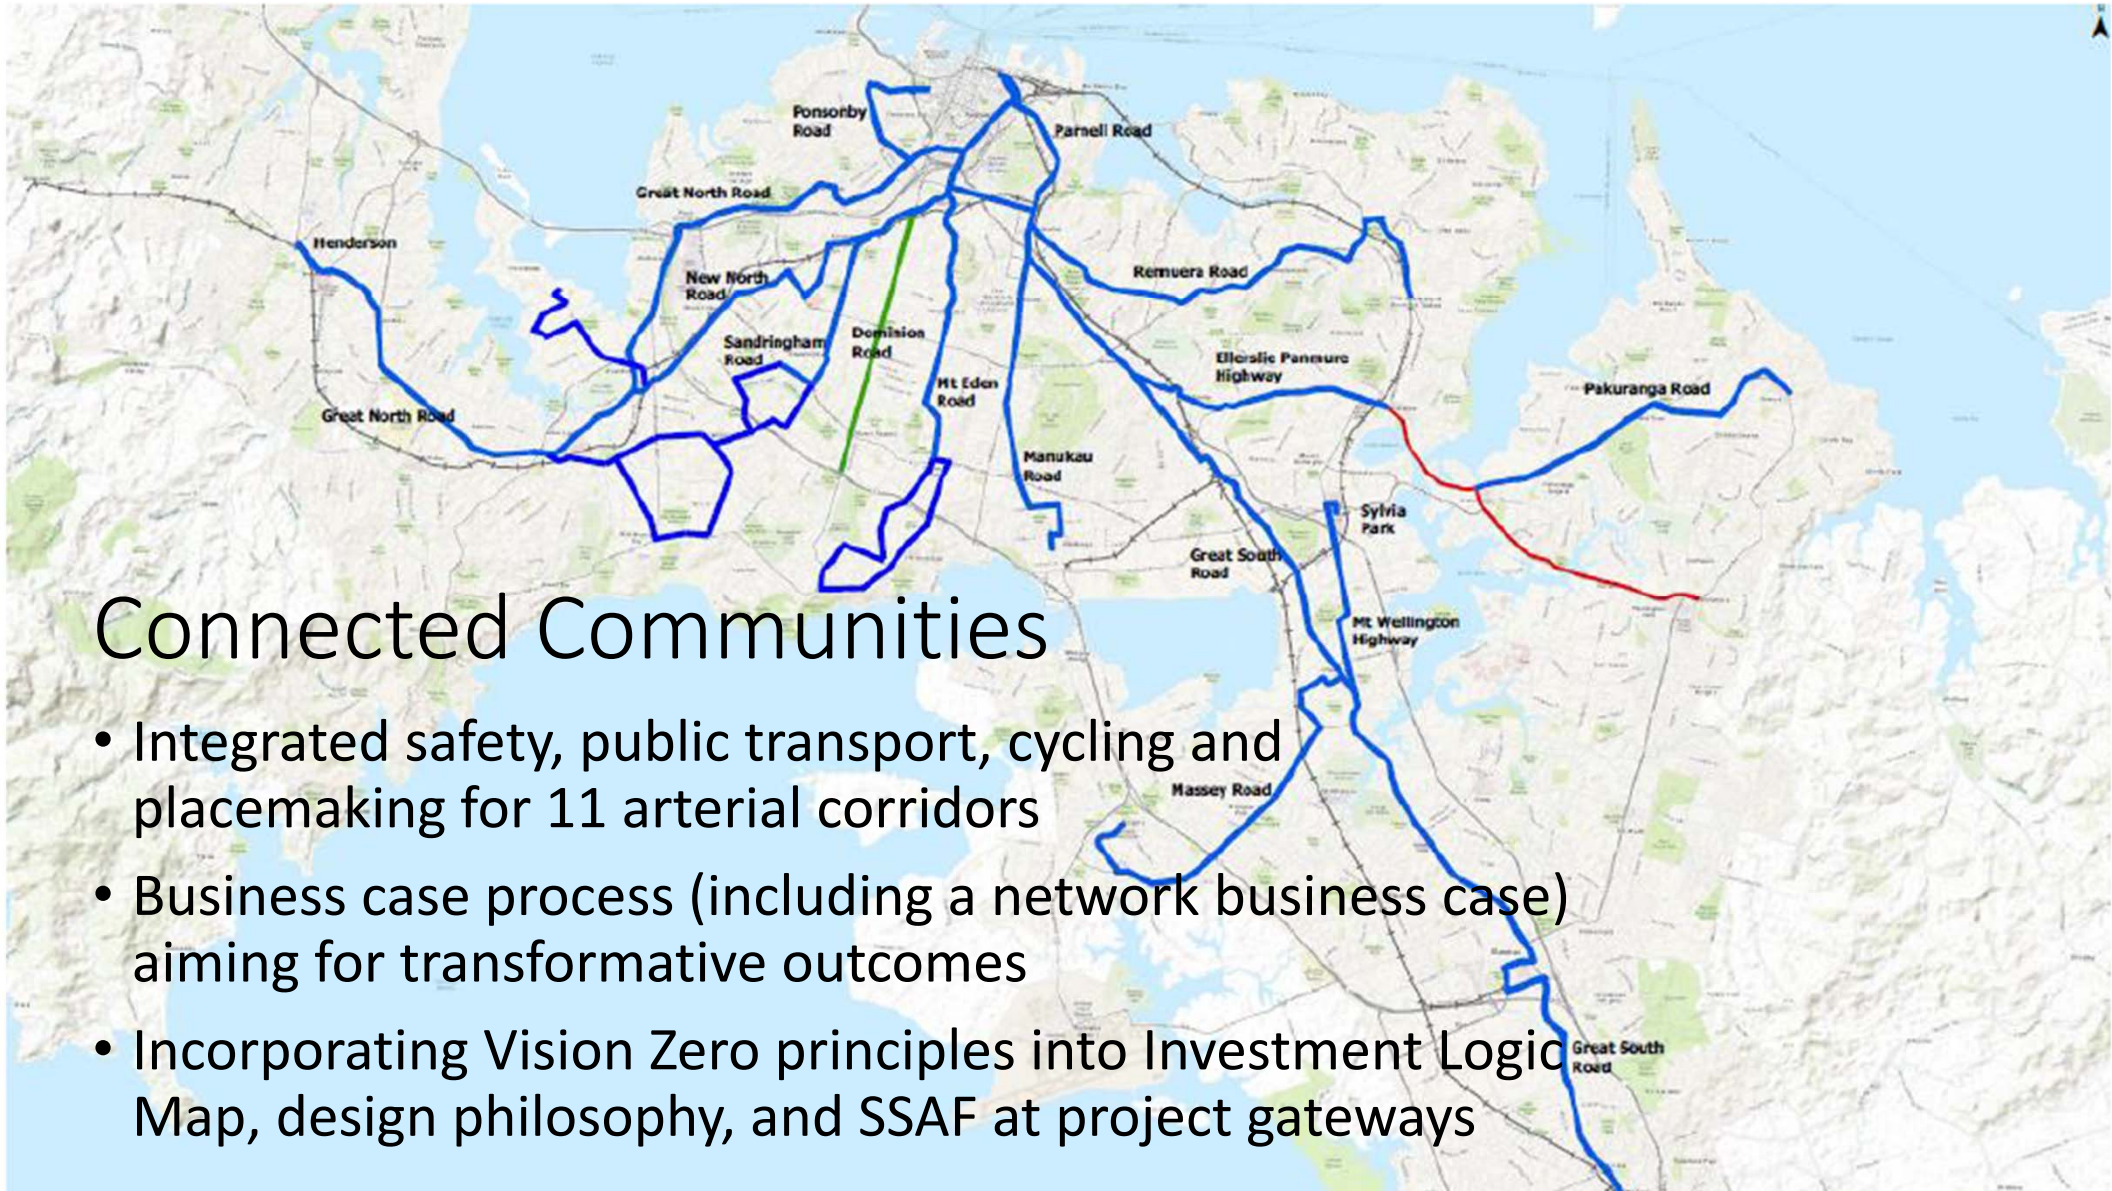 Ponsonby
Road
Parnell Road
Great North Road
Henderson
New North
Road
Remuera Road
Sandringham
Road
Dominion
Road
Ellerslie Panmure
Highway
Mt Eden
Road
Pakuranga Road
Great North Road
Manukau
Road
Sylvia
Park
Great South
Road
Mt Wellington
Highway
Connected Communities
• Integrated safety, public transport, cycling and
placemaking for 11 arterial corridors
Massey Road
• Business case process (including a network business case)
aiming for transformative outcomes
• Incorporating Vision Zero principles into Investment Logic
Map, design philosophy, and SSAF at project gateways
Great South
Road